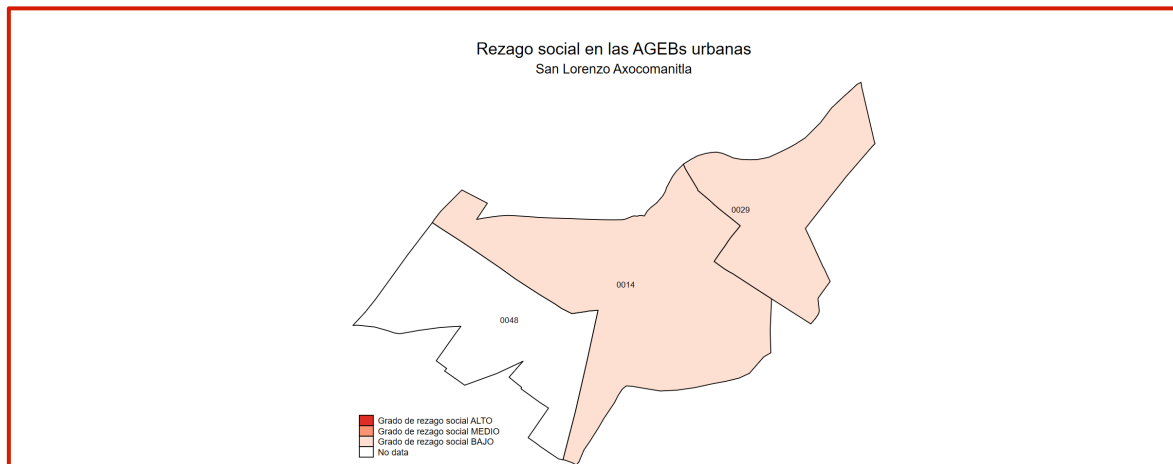 Rezago social en las AGEBs urbanas
San Lorenzo Axocomanitla
0029
0014
0048
Grado de rezago social ALTO
Grado de rezago social MEDIO
Grado de rezago social BAJO
No data